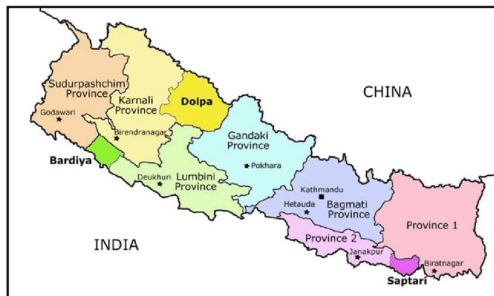 Sudurpashchim
Province
Godawari
Karnali
Province
Dolpa
Birendranagar
CHINA
Gandaki
Province
Pokhara
Bardiya
Deukhuri
Lumbini
Province
Kathmandu
Hetauda
Bagmati
Province
Province 1
INDIA
Province 2
Janakpur
Biratnagar
Saptari